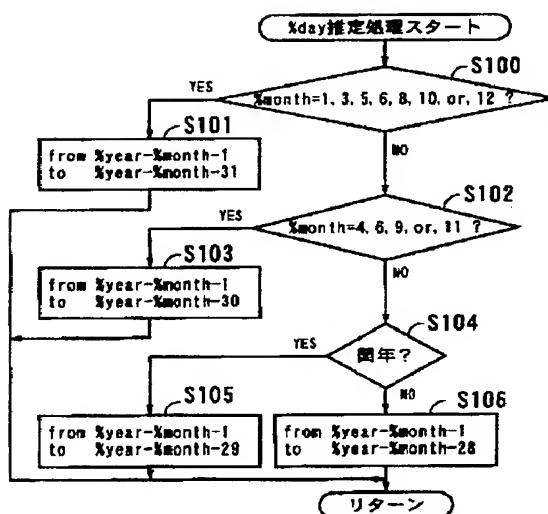 %day推定処理スタート
S100
%month=1, 3, 5, 6, 8, 10, or, 12 ?
YES
NO
S101
from %year-%month-1
to %year-%month-31
S102
%month=4, 6, 9, or, 11 ?
YES
NO
S103
from %year-%month-1
to %year-%month-30
S104
閏年?
YES
NO
S105
from %year-%month-1
to %year-%month-29
S106
from %year-%month-1
to %year-%month-28
リターン